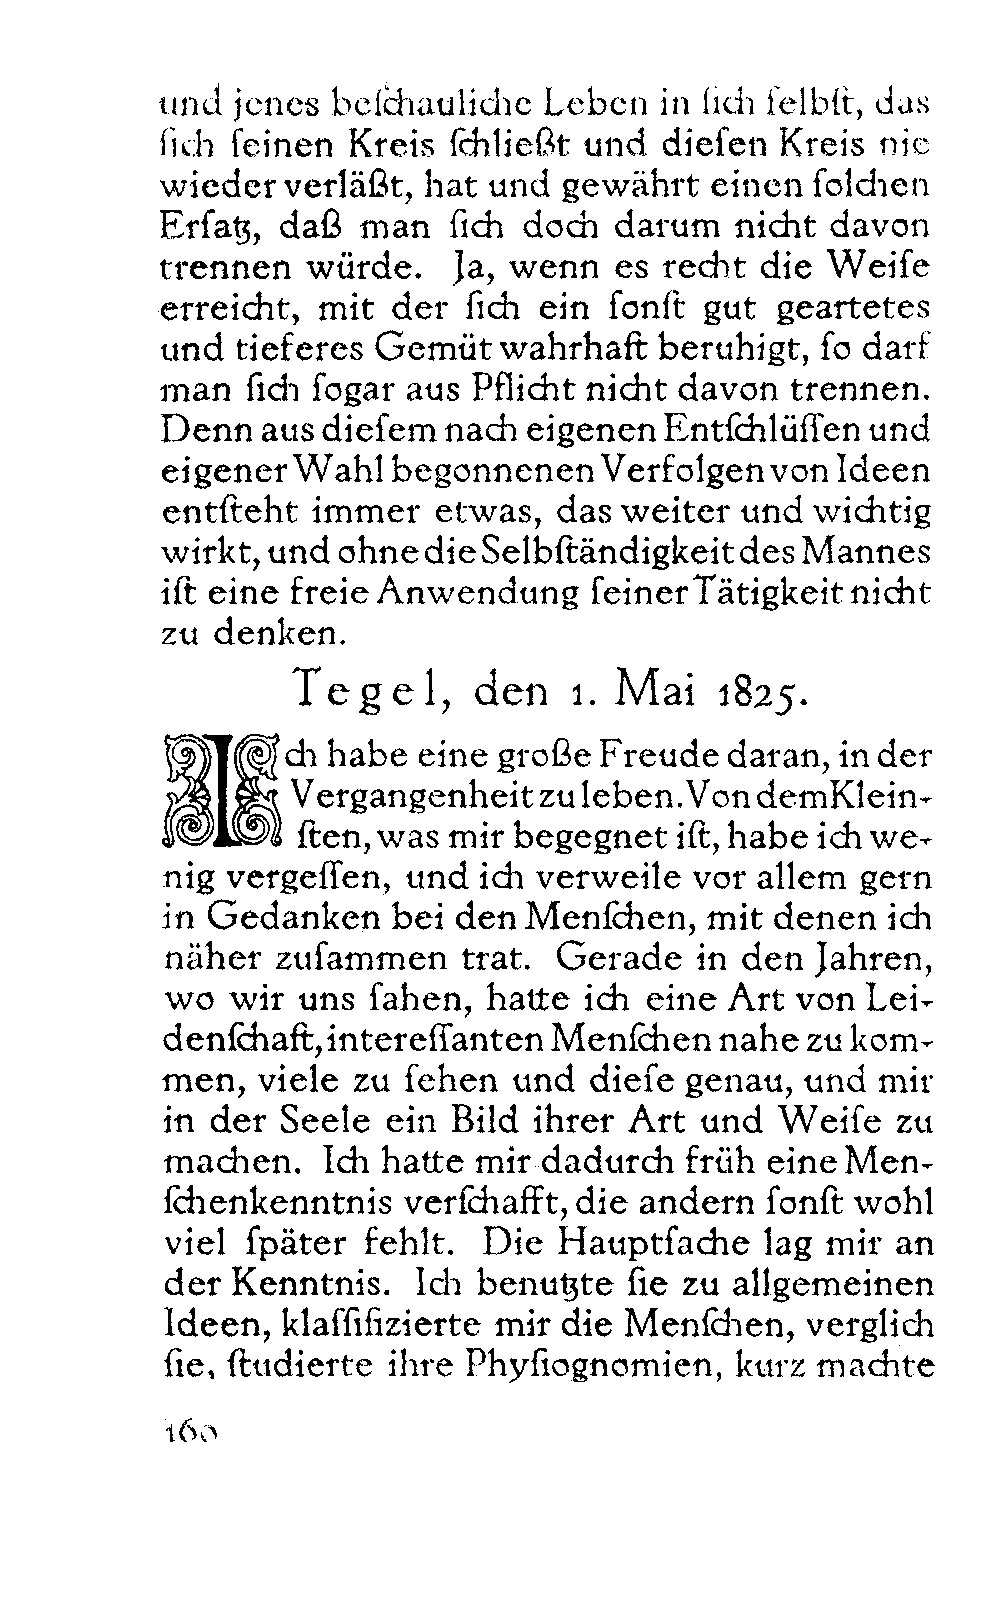 und jenes beſchauliche Leben in ſich ſelbſt, das
ſich ſeinen Kreis ſchließt und dieſen Kreis nie
wieder verläßt, hat und gewährt einen ſolchen
Erſatz, daß man ſich doch darum nicht davon
trennen würde. Ja, wenn es recht die Weiſe
erreicht, mit der ſich ein ſonſt gut geartetes
und tieferes Gemüt wahrhaft beruhigt, ſo darf
man ſich ſogar aus Pflicht nicht davon trennen.
Denn aus dieſem nach eigenen Entſchlüſſen und
eigener Wahl begonnenen Verfolgen von Ideen
entſteht immer etwas, das weiter und wichtig
wirkt, und ohne die Selbſtändigkeit des Mannes
iſt eine freie Anwendung ſeiner Tätigkeit nicht
zu denken.
Tegel, den 1. Mai 1825.
Ich habe eine große Freude daran, in der
Vergangenheit zu leben. Von dem Klein-
ſten, was mir begegnet iſt, habe ich we-
nig vergeſſen, und ich verweile vor allem gern
in Gedanken bei den Menſchen, mit denen ich
näher zuſammen trat. Gerade in den Jahren,
wo wir uns ſahen, hatte ich eine Art von Lei-
denſchaft, intereſſanten Menſchen nahe zu kom-
men, viele zu ſehen und dieſe genau, und mir
in der Seele ein Bild ihrer Art und Weiſe zu
machen. Ich hatte mir dadurch früh eine Men-
ſchenkenntnis verſchafft, die andern ſonſt wohl
viel ſpäter fehlt. Die Hauptſache lag mir an
der Kenntnis. Ich benutzte ſie zu allgemeinen
Ideen, klaſſifizierte mir die Menſchen, verglich
ſie, ſtudierte ihre Phyſiognomien, kurz machte
160